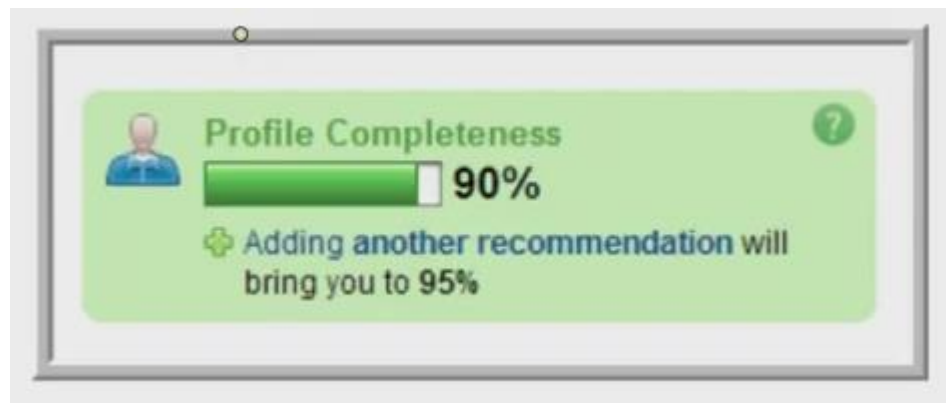 Profile Completeness
90%
Adding another recommendation will
bring you to 95%
?